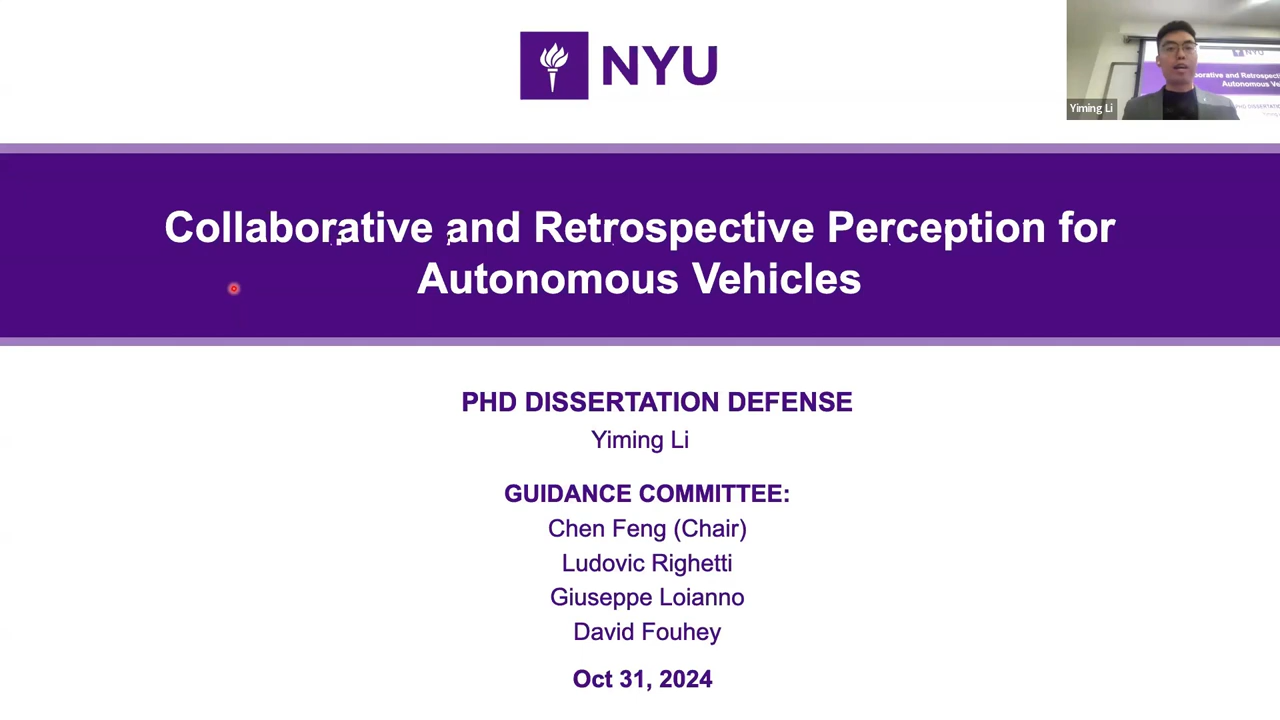 NYU
Yiming Li
Collaborative and Retrospective Perception for
Autonomous Vehicles
PHD DISSERTATION DEFENSE
Yiming Li
GUIDANCE COMMITTEE:
Chen Feng (Chair)
Ludovic Righetti
Giuseppe Loianno
David Fouhey
Oct 31, 2024